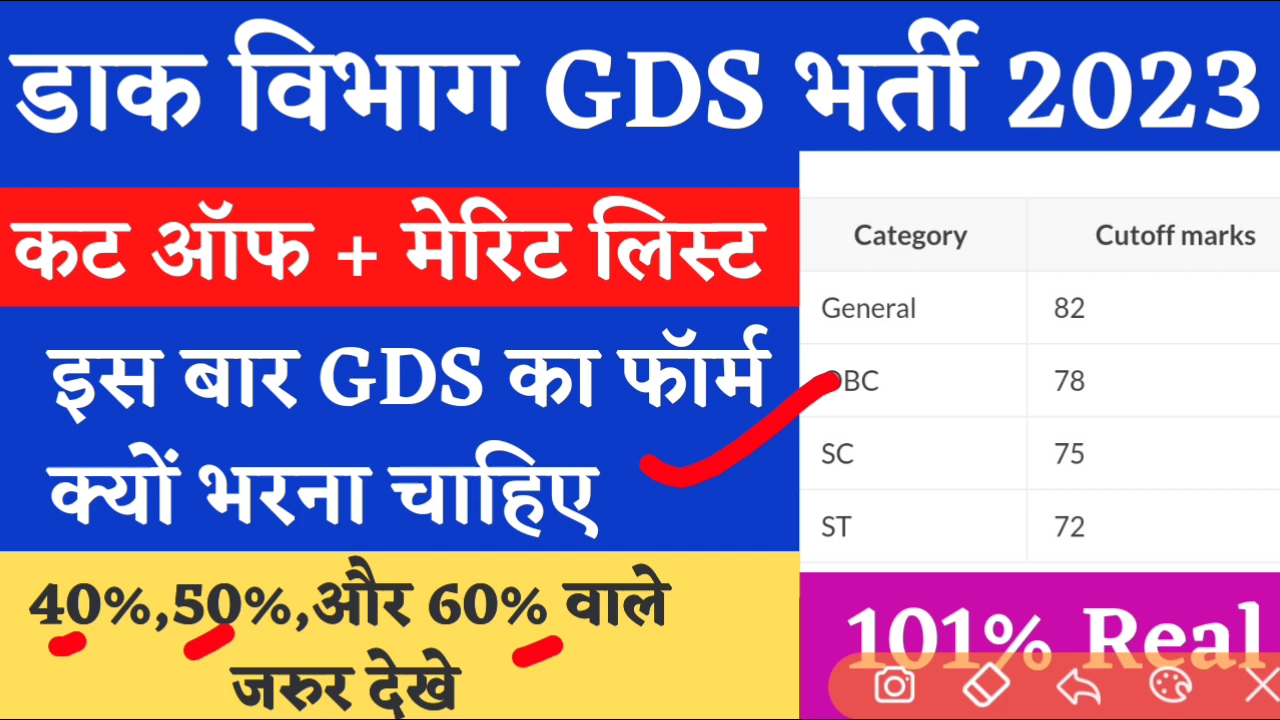 डाक विभाग GDS भर्ती 2023
कट ऑफ + मेरिट लिस्ट
इस बार GDS का फॉर्म
क्यों भरना चाहिए
40%,50%,और 60% वाले
जरुर देखे
Category Cutoff marks
General 82
OBC 78
SC 75
ST 72
101% Real